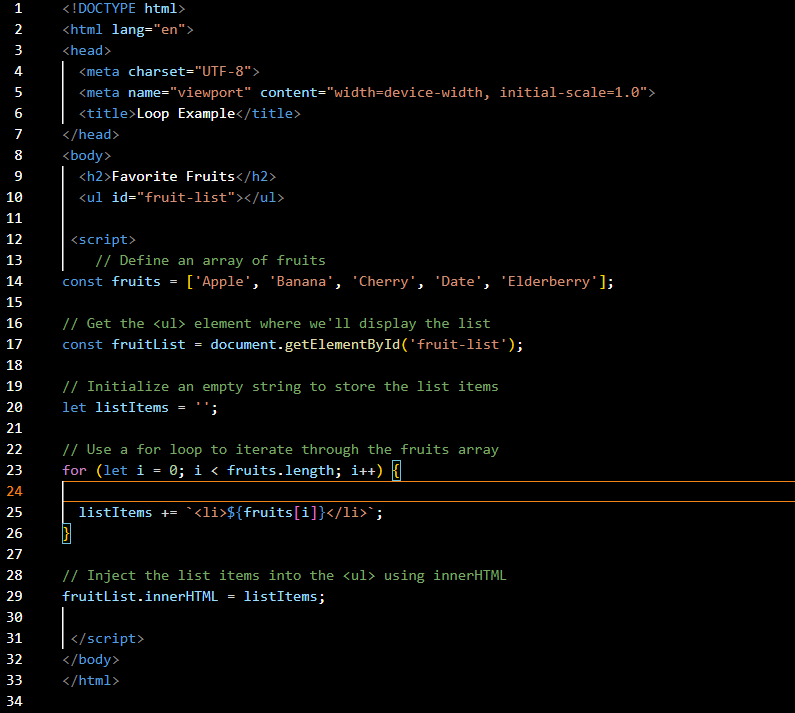 1 <!DOCTYPE html>
2 <html lang="en">
3 <head>
4 <meta charset="UTF-8">
5 <meta name="viewport" content="width=device-width, initial-scale=1.0">
6 <title>Loop Example</title>
7 </head>
8 <body>
9 <h2>Favorite Fruits</h2>
10 <ul id="fruit-list"></ul>
11
12 <script>
13 // Define an array of fruits
14 const fruits = ['Apple', 'Banana', 'Cherry', 'Date', 'Elderberry'];
15
16 // Get the <ul> element where we'll display the list
17 const fruitList = document.getElementById('fruit-list');
18
19 // Initialize an empty string to store the list items
20 let listItems = '';
21
22 // Use a for loop to iterate through the fruits array
23 for (let i = 0; i < fruits.length; i++) {
24
25 listItems += `<li>${fruits[i]}</li>`;
26 }
27
28 // Inject the list items into the <ul> using innerHTML
29 fruitList.innerHTML = listItems;
30
31 </script>
32 </body>
33 </html>
34